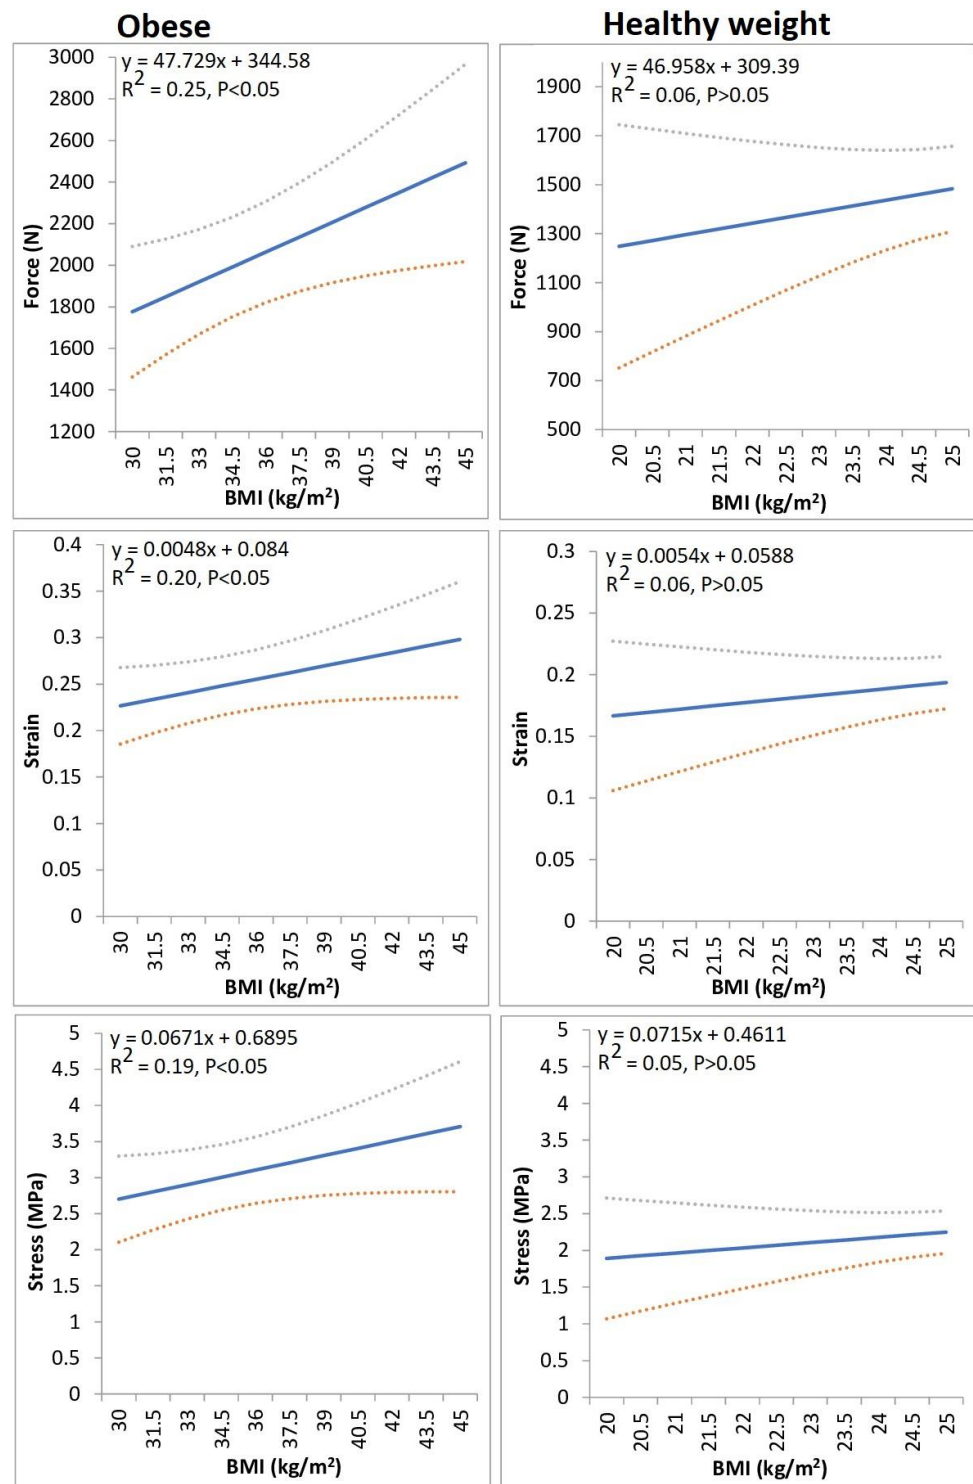 Obese
Healthy weight
y = 47.729x + 344.58
R2 = 0.25, P<0.05
3000
2800
2600
2400
2200
2000
1800
1600
1400
1200
Force (N)
30 31.5 33 34.5 36 37.5 39 40.5 42 43.5 45
BMI (kg/m2)
y = 46.958x + 309.39
R2 = 0.06, P>0.05
1900
1700
1500
1300
1100
900
700
500
Force (N)
20 20.5 21 21.5 22 22.5 23 23.5 24 24.5 25
BMI (kg/m2)
y = 0.0048x + 0.084
R2 = 0.20, P<0.05
0.4
0.35
0.3
0.25
0.2
0.15
0.1
0.05
0
Strain
30 31.5 33 34.5 36 37.5 39 40.5 42 43.5 45
BMI (kg/m2)
y = 0.0054x + 0.0588
R2 = 0.06, P>0.05
0.3
0.25
0.2
0.15
0.1
0.05
0
Strain
20 20.5 21 21.5 22 22.5 23 23.5 24 24.5 25
BMI (kg/m2)
y = 0.0671x + 0.6895
R2 = 0.19, P<0.05
5
4.5
4
3.5
3
2.5
2
1.5
1
0.5
0
Stress (MPa)
30 31.5 33 34.5 36 37.5 39 40.5 42 43.5 45
BMI (kg/m2)
y = 0.0715x + 0.4611
R2 = 0.05, P>0.05
5
4.5
4
3.5
3
2.5
2
1.5
1
0.5
0
Stress (MPa)
20 20.5 21 21.5 22 22.5 23 23.5 24 24.5 25
BMI (kg/m2)